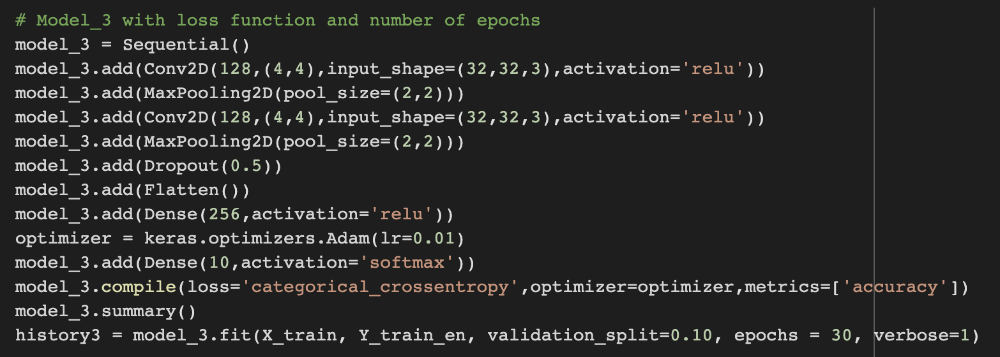 # Model_3 with loss function and number of epochs
model_3 = Sequential()
model_3.add(Conv2D(128,(4,4),input_shape=(32,32,3),activation='relu'))
model_3.add(MaxPooling2D(pool_size=(2,2)))
model_3.add(Conv2D(128,(4,4),input_shape=(32,32,3),activation='relu'))
model_3.add(MaxPooling2D(pool_size=(2,2)))
model_3.add(Dropout(0.5))
model_3.add(Flatten())
model_3.add(Dense(256,activation='relu'))
optimizer = keras.optimizers.Adam(lr=0.01)
model_3.add(Dense(10,activation='softmax'))
model_3.compile(loss='categorical_crossentropy',optimizer=optimizer,metrics=['accuracy'])
model_3.summary()
history3 = model_3.fit(X_train, Y_train_en, validation_split=0.10, epochs = 30, verbose=1)